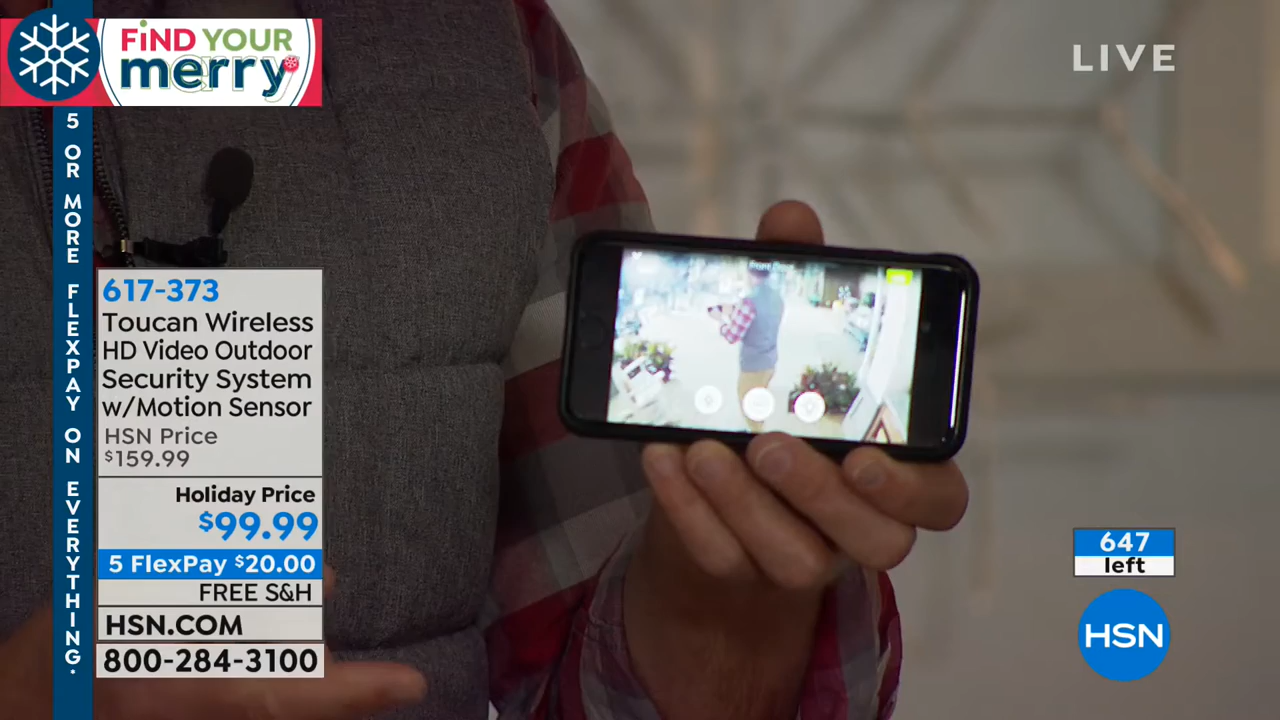 FiND YOUR
merry
LIVE
5 OR MORE FLEXPAY ON EVERYTHING.*
617-373
Toucan Wireless
HD Video Outdoor
Security System
w/Motion Sensor
HSN Price
$159.99
Holiday Price
$99.99
5 FlexPay $20.00
FREE S&H
HSN.COM
800-284-3100
647
left
HSN